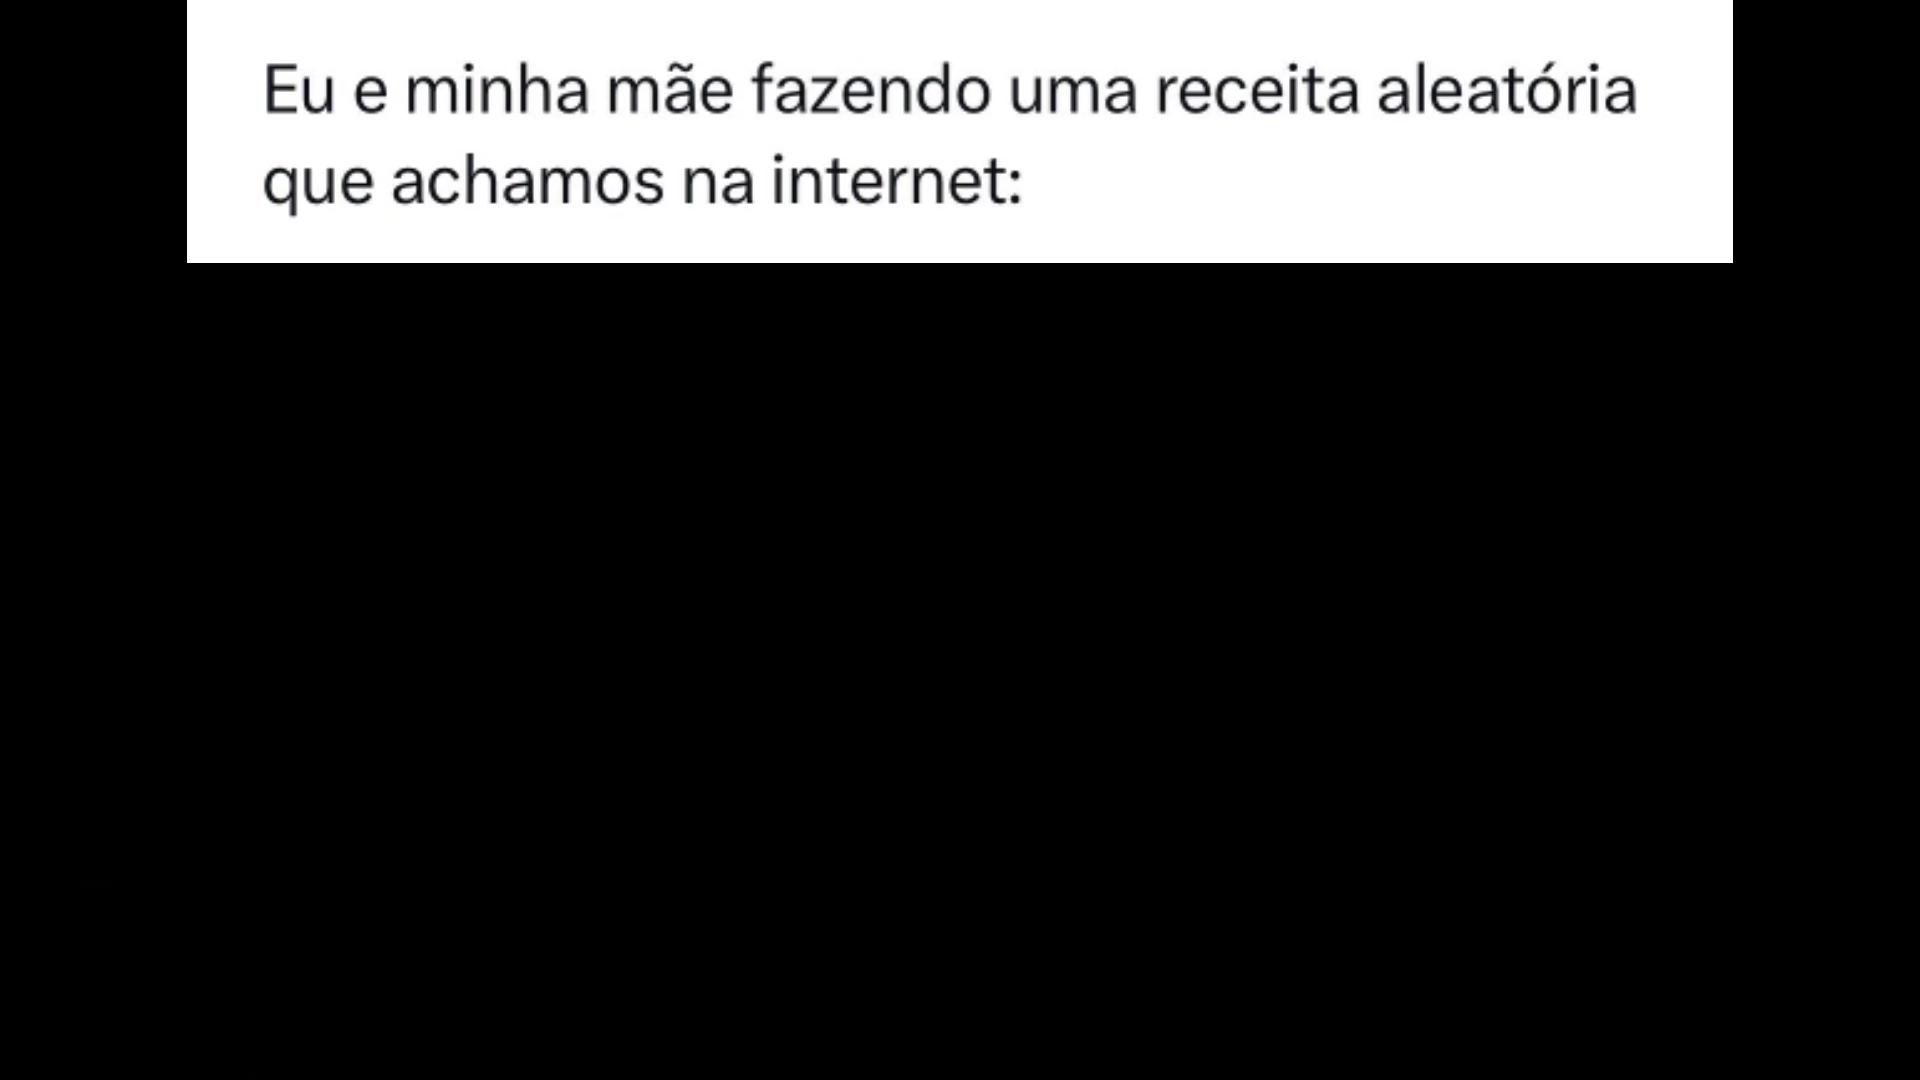 Eu e minha mãe fazendo uma receita aleatória
que achamos na internet: